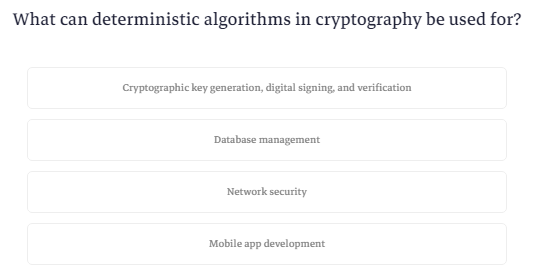 What can deterministic algorithms in cryptography be used for?
Cryptographic key generation, digital signing, and verification
Database management
Network security
Mobile app development